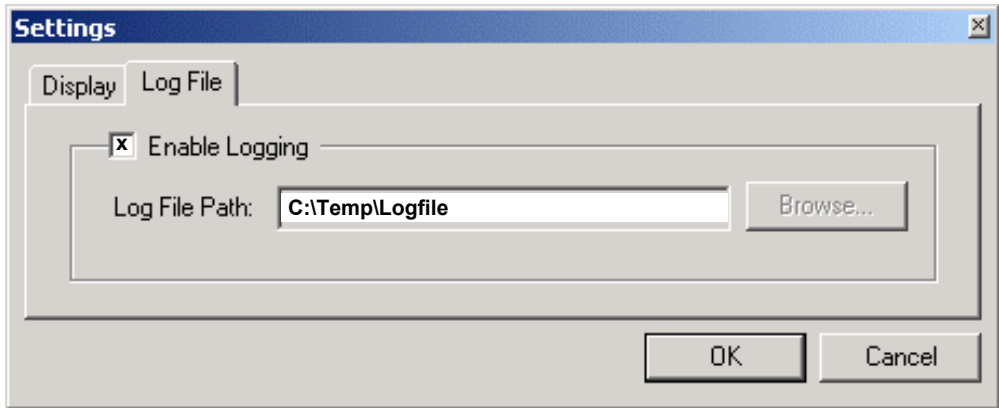 Settings
Display Log File
x Enable Logging
Log File Path: C:\Temp\Logfile Browse...
OK Cancel